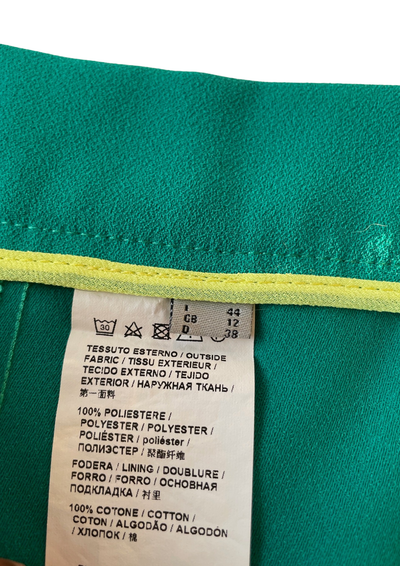 I 44
GB 12
D 38
30
TESSUTO ESTERNO / OUTSIDE
FABRIC / TISSU EXTERIEUR /
TECIDO EXTERNO / TEJIDO
EXTERIOR / НАРУЖНАЯ ТКАНЬ /
第一面料
100% POLIESTERE /
POLYESTER / POLYESTER /
POLIÉSTER / poliéster /
ПОЛИЭСТЕР / 聚酯纤维
FODERA / LINING / DOUBLURE /
FORRO / FORRO / ОСНОВНАЯ
ПОДКЛАДКА / 衬里
100% COTONE / COTTON /
COTON / ALGODÃO / ALGODÓN
/ ХЛОПОК / 棉